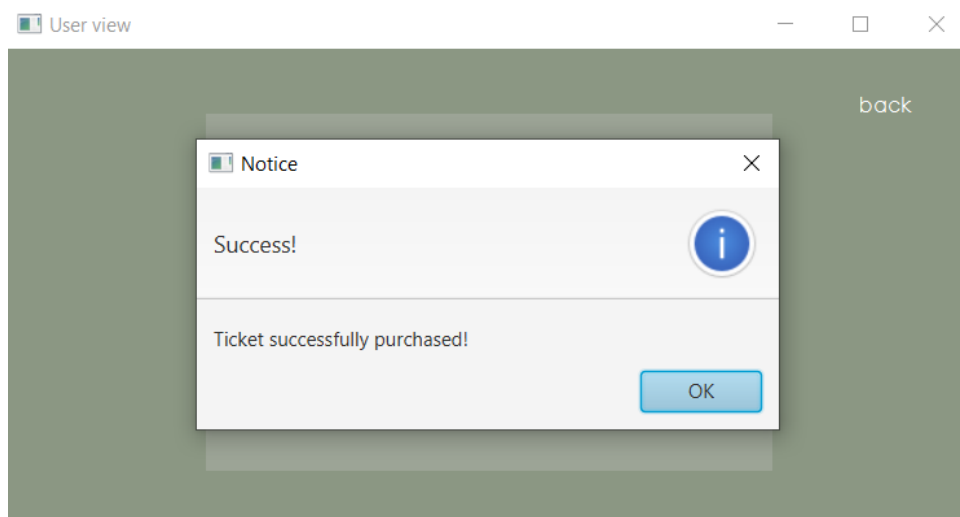 User view
back
Notice
Success!
Ticket successfully purchased!
OK